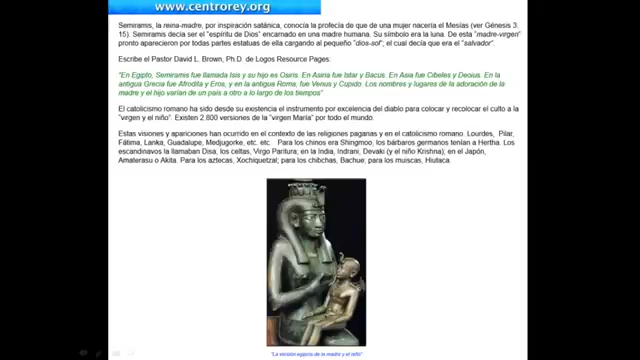 www.centrorey.org
Semiramis, la reina-madre, por inspiración satánica, conocía la profecía de que de una mujer nacería el Mesías (ver Génesis 3.
15). Semiramis decía ser el "espíritu de Dios" encarnado en una madre humana. Su símbolo era la luna. De esta "madre-virgen"
pronto aparecieron por todas partes estatuas de ella cargando al pequeño "dios-sol", el cual decía que era el "salvador".
Escribe el Pastor David L. Brown, Ph.D. de Logos Resource Pages:
"En Egipto, Semiramis fue llamada Isis y su hijo es Osiris. En Asiria fue Istar y Bacus. En Asia fue Cibeles y Deoius. En la
antigua Grecia fue Afrodita y Eros, y en la antigua Roma, fue Venus y Cupido. Los nombres y lugares de la adoración de la
madre y el hijo varían de un país a otro a lo largo de los tiempos"
El catolicismo romano ha sido desde su existencia el instrumento por excelencia del diablo para colocar y recolocar el culto a la
"virgen y el niño". Existen 2.800 versiones de la "virgen María" por todo el mundo.
Estas visiones y apariciones han ocurrido en el contexto de las religiones paganas y en el catolicismo romano. Lourdes, Pilar,
Fátima, Lanka, Guadalupe, Medjugorke, etc. etc. Para los chinos era Shingmoo, los bárbaros germanos tenían a Hertha. Los
escandinavos la llamaban Disa, los celtas, Virgo Paritura; en la India, Indrani, Devaki (y el niño Krishna); en el Japón,
Amaterasu o Akita. Para los aztecas, Xochiquetzal; para los chibchas, Bachue; para los muiscas, Hiutaca
"La versión egipcia de la madre y el niño"